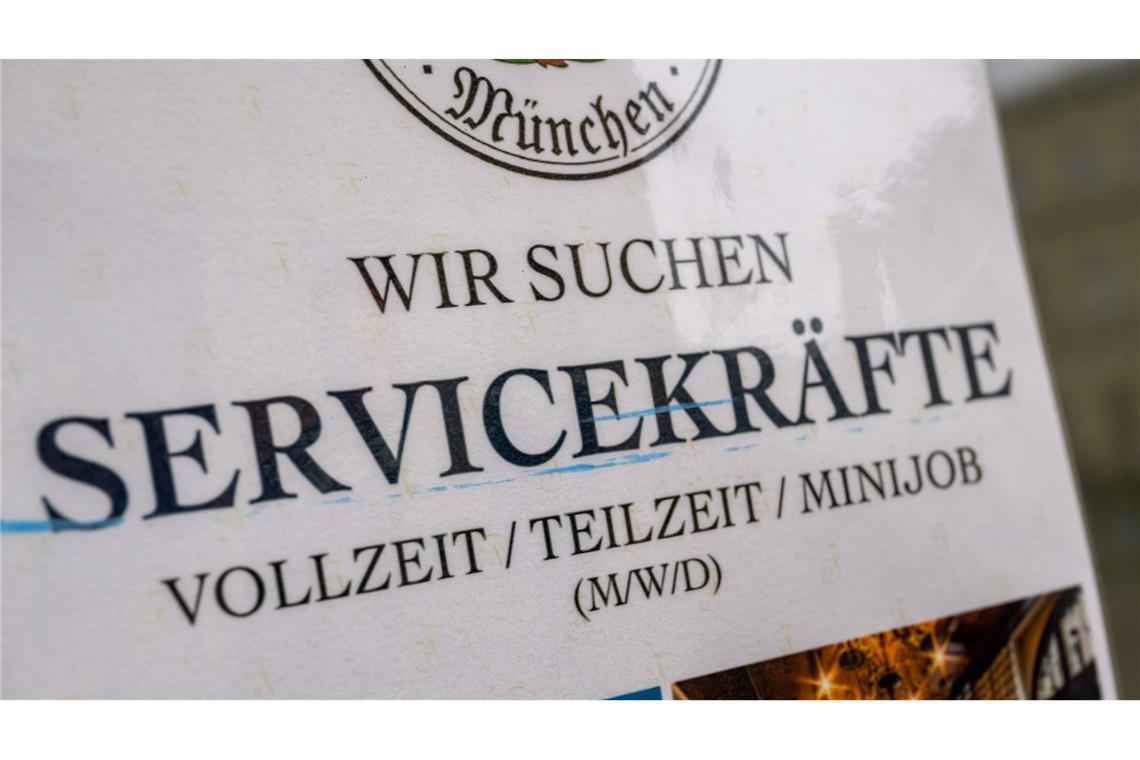 · München ·
WIR SUCHEN
SERVICEKRÄFTE
VOLLZEIT / TEILZEIT / MINIJOB
(M/W/D)